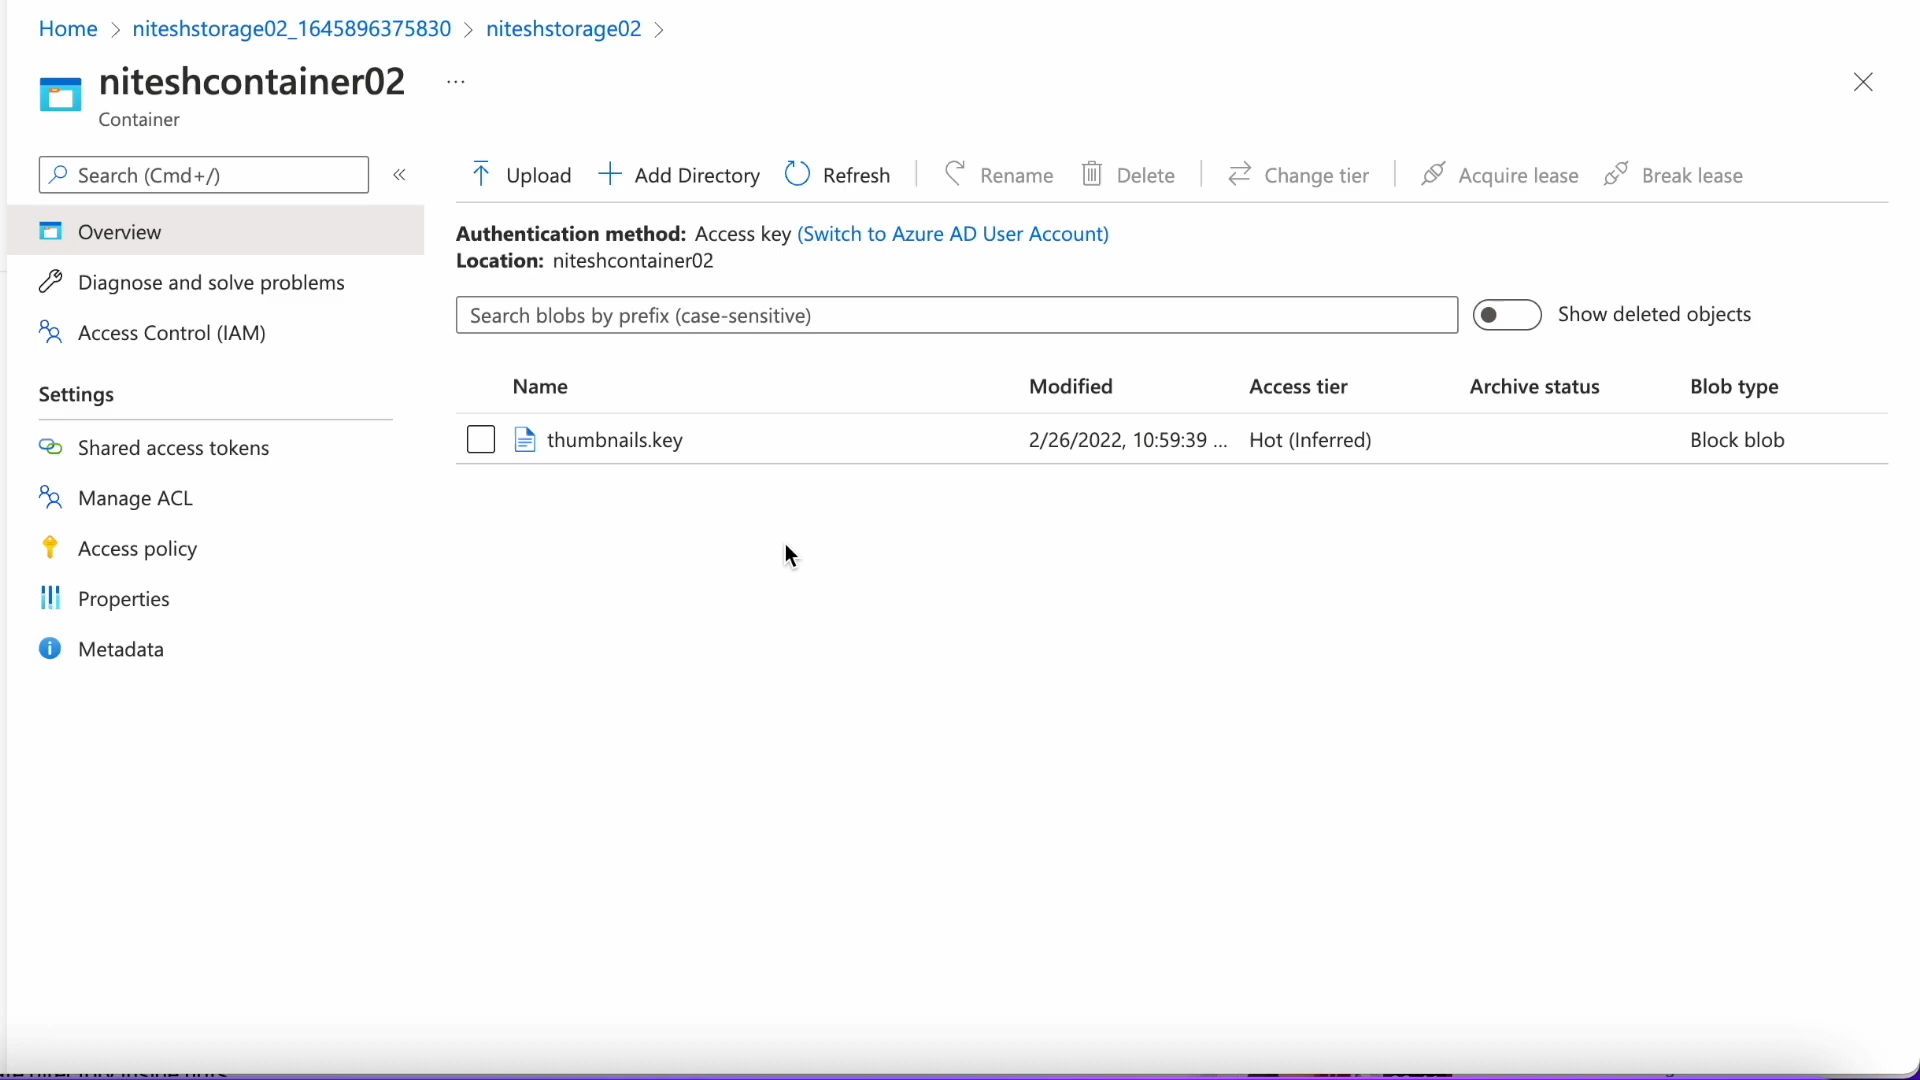 Home > niteshstorage02_1645896375830 > niteshstorage02 >
niteshcontainer02 ...
Container
Search (Cmd+/) «
Upload Add Directory Refresh Rename Delete Change tier Acquire lease Break lease
Overview
Diagnose and solve problems
Access Control (IAM)
Settings
Shared access tokens
Manage ACL
Access policy
Properties
Metadata
Authentication method: Access key (Switch to Azure AD User Account)
Location: niteshcontainer02
Search blobs by prefix (case-sensitive) Show deleted objects
Name Modified Access tier Archive status Blob type
thumbnails.key 2/26/2022, 10:59:39 ... Hot (Inferred) Block blob